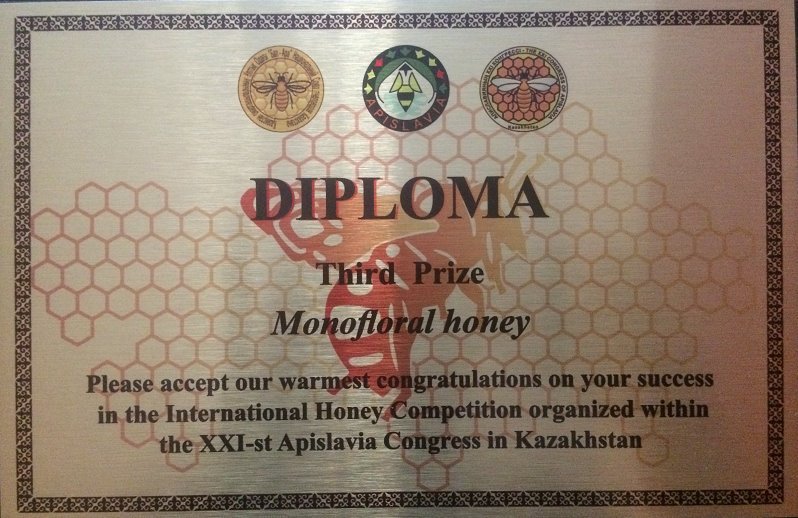 APISLAVIA
Kazakhstan
DIPLOMA
Third Prize
Monofloral honey
Please accept our warmest congratulations on your success
in the International Honey Competition organized within
the XXI-st Apislavia Congress in Kazakhstan